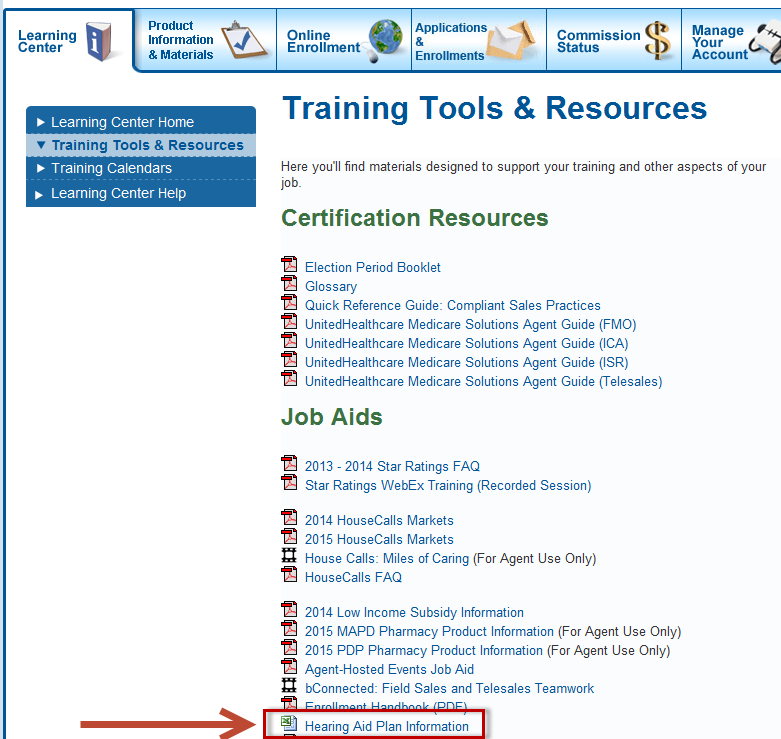 Learning
Center
Product
Information
& Materials
Online
Enrollment
Applications
&
Enrollments
Commission
Status
Manage
Your
Account
Learning Center Home
Training Tools & Resources
Training Calendars
Learning Center Help
Training Tools & Resources
Here you'll find materials designed to support your training and other aspects of your
job.
Certification Resources
Election Period Booklet
Glossary
Quick Reference Guide: Compliant Sales Practices
UnitedHealthcare Medicare Solutions Agent Guide (FMO)
UnitedHealthcare Medicare Solutions Agent Guide (ICA)
UnitedHealthcare Medicare Solutions Agent Guide (ISR)
UnitedHealthcare Medicare Solutions Agent Guide (Telesales)
Job Aids
2013 - 2014 Star Ratings FAQ
Star Ratings WebEx Training (Recorded Session)
2014 HouseCalls Markets
2015 HouseCalls Markets
House Calls: Miles of Caring (For Agent Use Only)
HouseCalls FAQ
2014 Low Income Subsidy Information
2015 MAPD Pharmacy Product Information (For Agent Use Only)
2015 PDP Pharmacy Product Information (For Agent Use Only)
Agent-Hosted Events Job Aid
bConnected: Field Sales and Telesales Teamwork
Enrollment Handbook (PDF)
Hearing Aid Plan Information